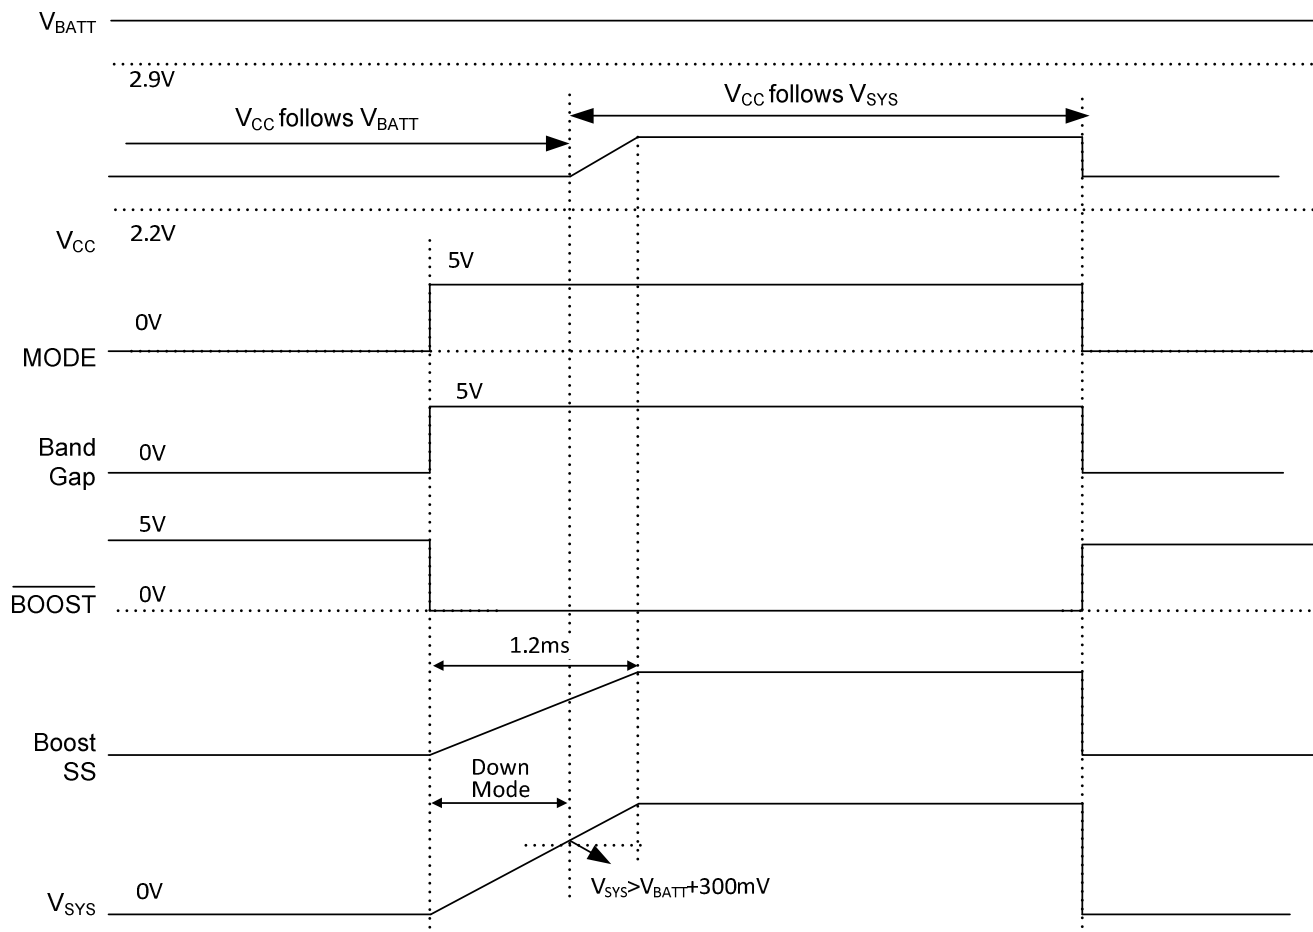 VBATT
2.9V
VCC follows VBATT
VCC follows VSYS
VCC
2.2V
5V
0V
MODE
5V
Band
Gap
0V
5V
BOOST
0V
1.2ms
Boost
SS
Down
Mode
VSYS>VBATT+300mV
0V
VSYS